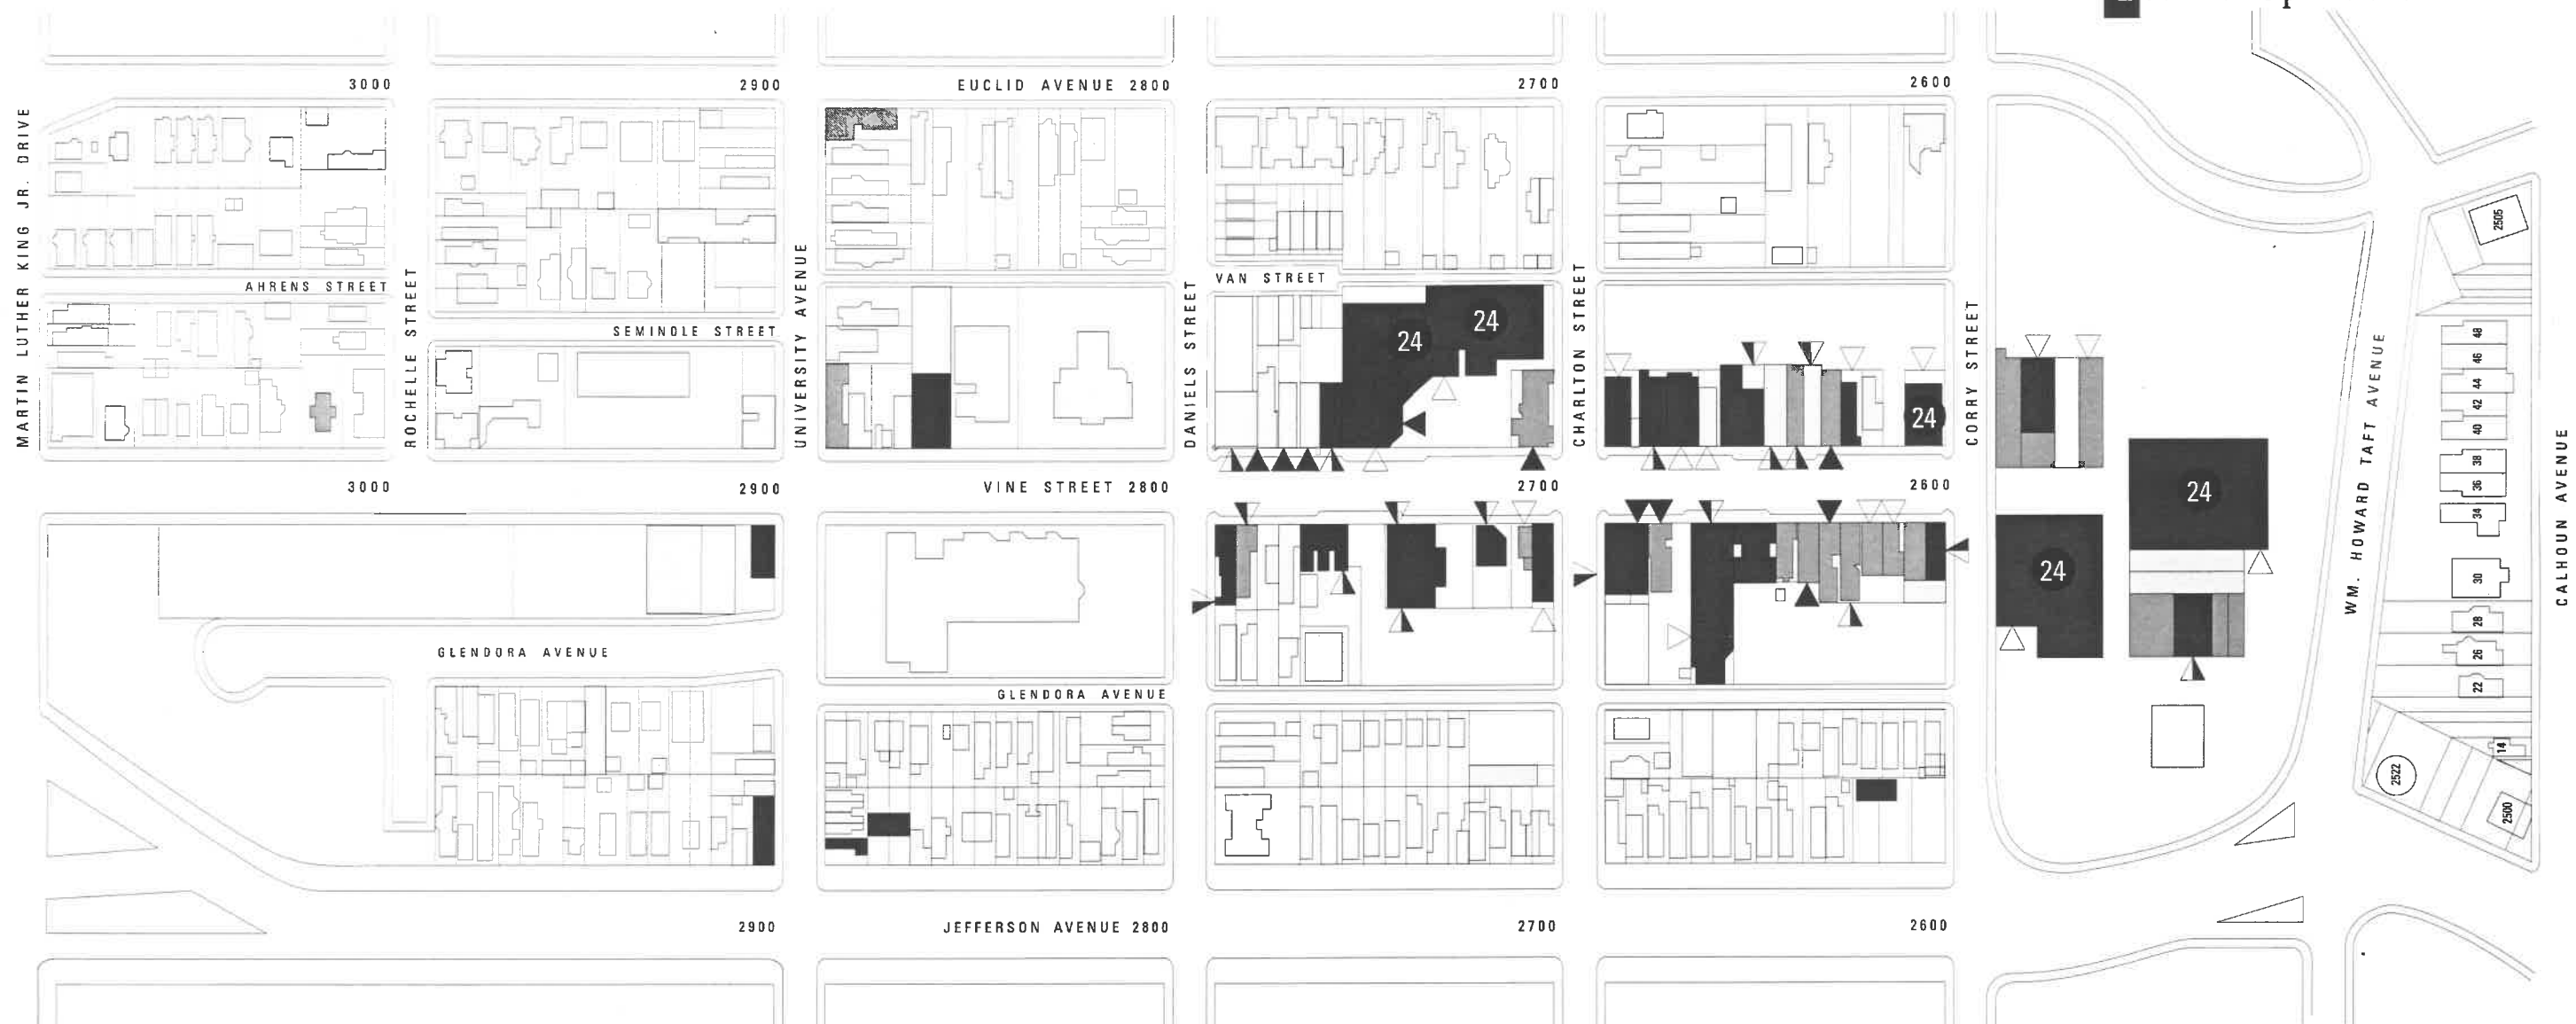 3000
2900
EUCLID AVENUE 2800
2700
2600
MARTIN LUTHER KING JR. DRIVE
AHRENS STREET
ROCHELLE STREET
SEMINOLE STREET
UNIVERSITY AVENUE
DANIELS STREET
VAN STREET
CHARLTON STREET
CORRY STREET
WM. HOWARD TAFT AVENUE
CALHOUN AVENUE
24
24
24
24
24
3000
2900
VINE STREET 2800
2700
2600
GLENDORA AVENUE
GLENDORA AVENUE
2900
JEFFERSON AVENUE 2800
2700
2600
2505
48
46
44
42
40
38
36
34
30
28
26
22
14
2522
2500